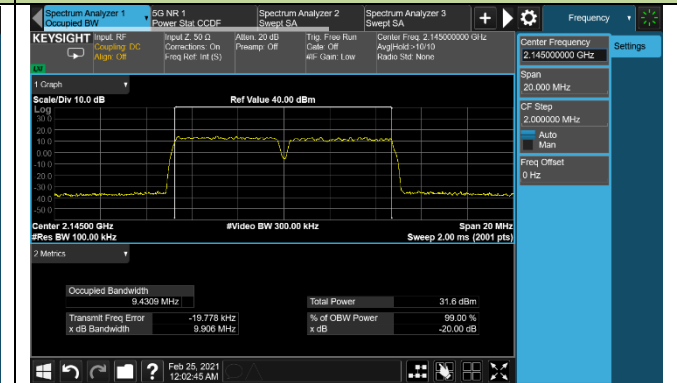 Spectrum Analyzer 1
Occupied BW
5G NR 1
Power Stat CCDF
Spectrum Analyzer 2
Swept SA
Spectrum Analyzer 3
Swept SA
Frequency
KEYSIGHT
Input: RF
Coupling: DC
Align: Off
Input Z: 50 Ω
Corrections: On
Freq Ref: Int (S)
Atten: 20 dB
Preamp: Off
Trig: Free Run
Gate: Off
#IF Gain: Low
Center Freq: 2.145000000 GHz
Avg|Hold:>10/10
Radio Std: None
Center Frequency
2.145000000 GHz
Settings
Span
20.000 MHz
CF Step
2.000000 MHz
Auto
Man
Freq Offset
0 Hz
1 Graph
Scale/Div 10.0 dB
Ref Value 40.00 dBm
Log
30.0
20.0
10.0
0.00
-10.0
-20.0
-30.0
-40.0
-50.0
Center 2.14500 GHz
#Video BW 300.00 kHz
Span 20 MHz
#Res BW 100.00 kHz
Sweep 2.00 ms (2001 pts)
2 Metrics
Occupied Bandwidth
9.4309 MHz
Total Power
31.6 dBm
Transmit Freq Error
-19.778 kHz
% of OBW Power
99.00 %
x dB Bandwidth
9.906 MHz
x dB
-20.00 dB
Feb 25, 2021
12:02:45 AM